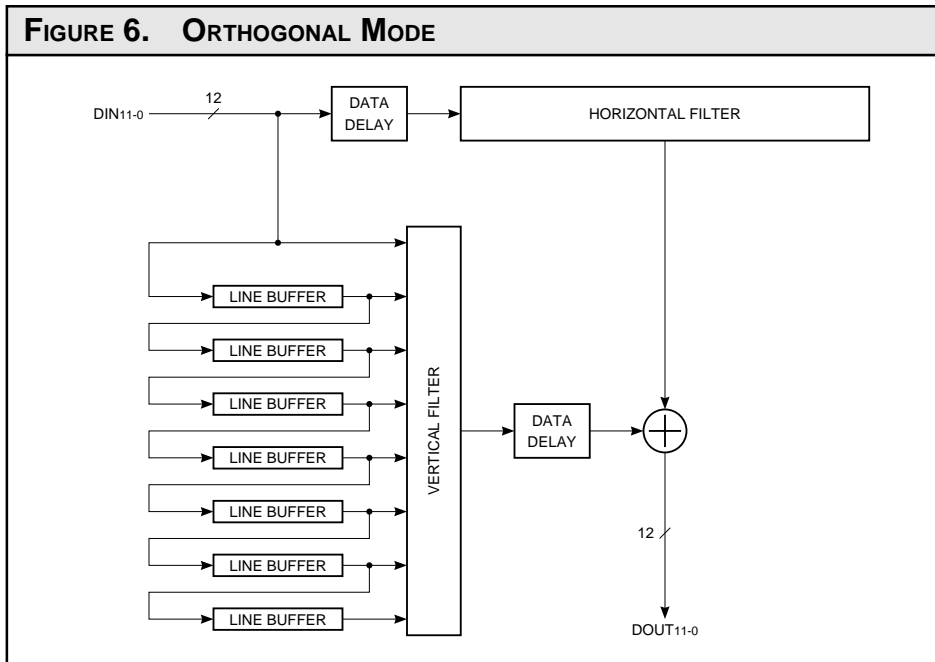 FIGURE 6. ORTHOGONAL MODE
12
DIN11-0
DATA
DELAY
HORIZONTAL FILTER
LINE BUFFER
LINE BUFFER
LINE BUFFER
LINE BUFFER
LINE BUFFER
LINE BUFFER
LINE BUFFER
VERTICAL FILTER
DATA
DELAY
12
DOUT11-0